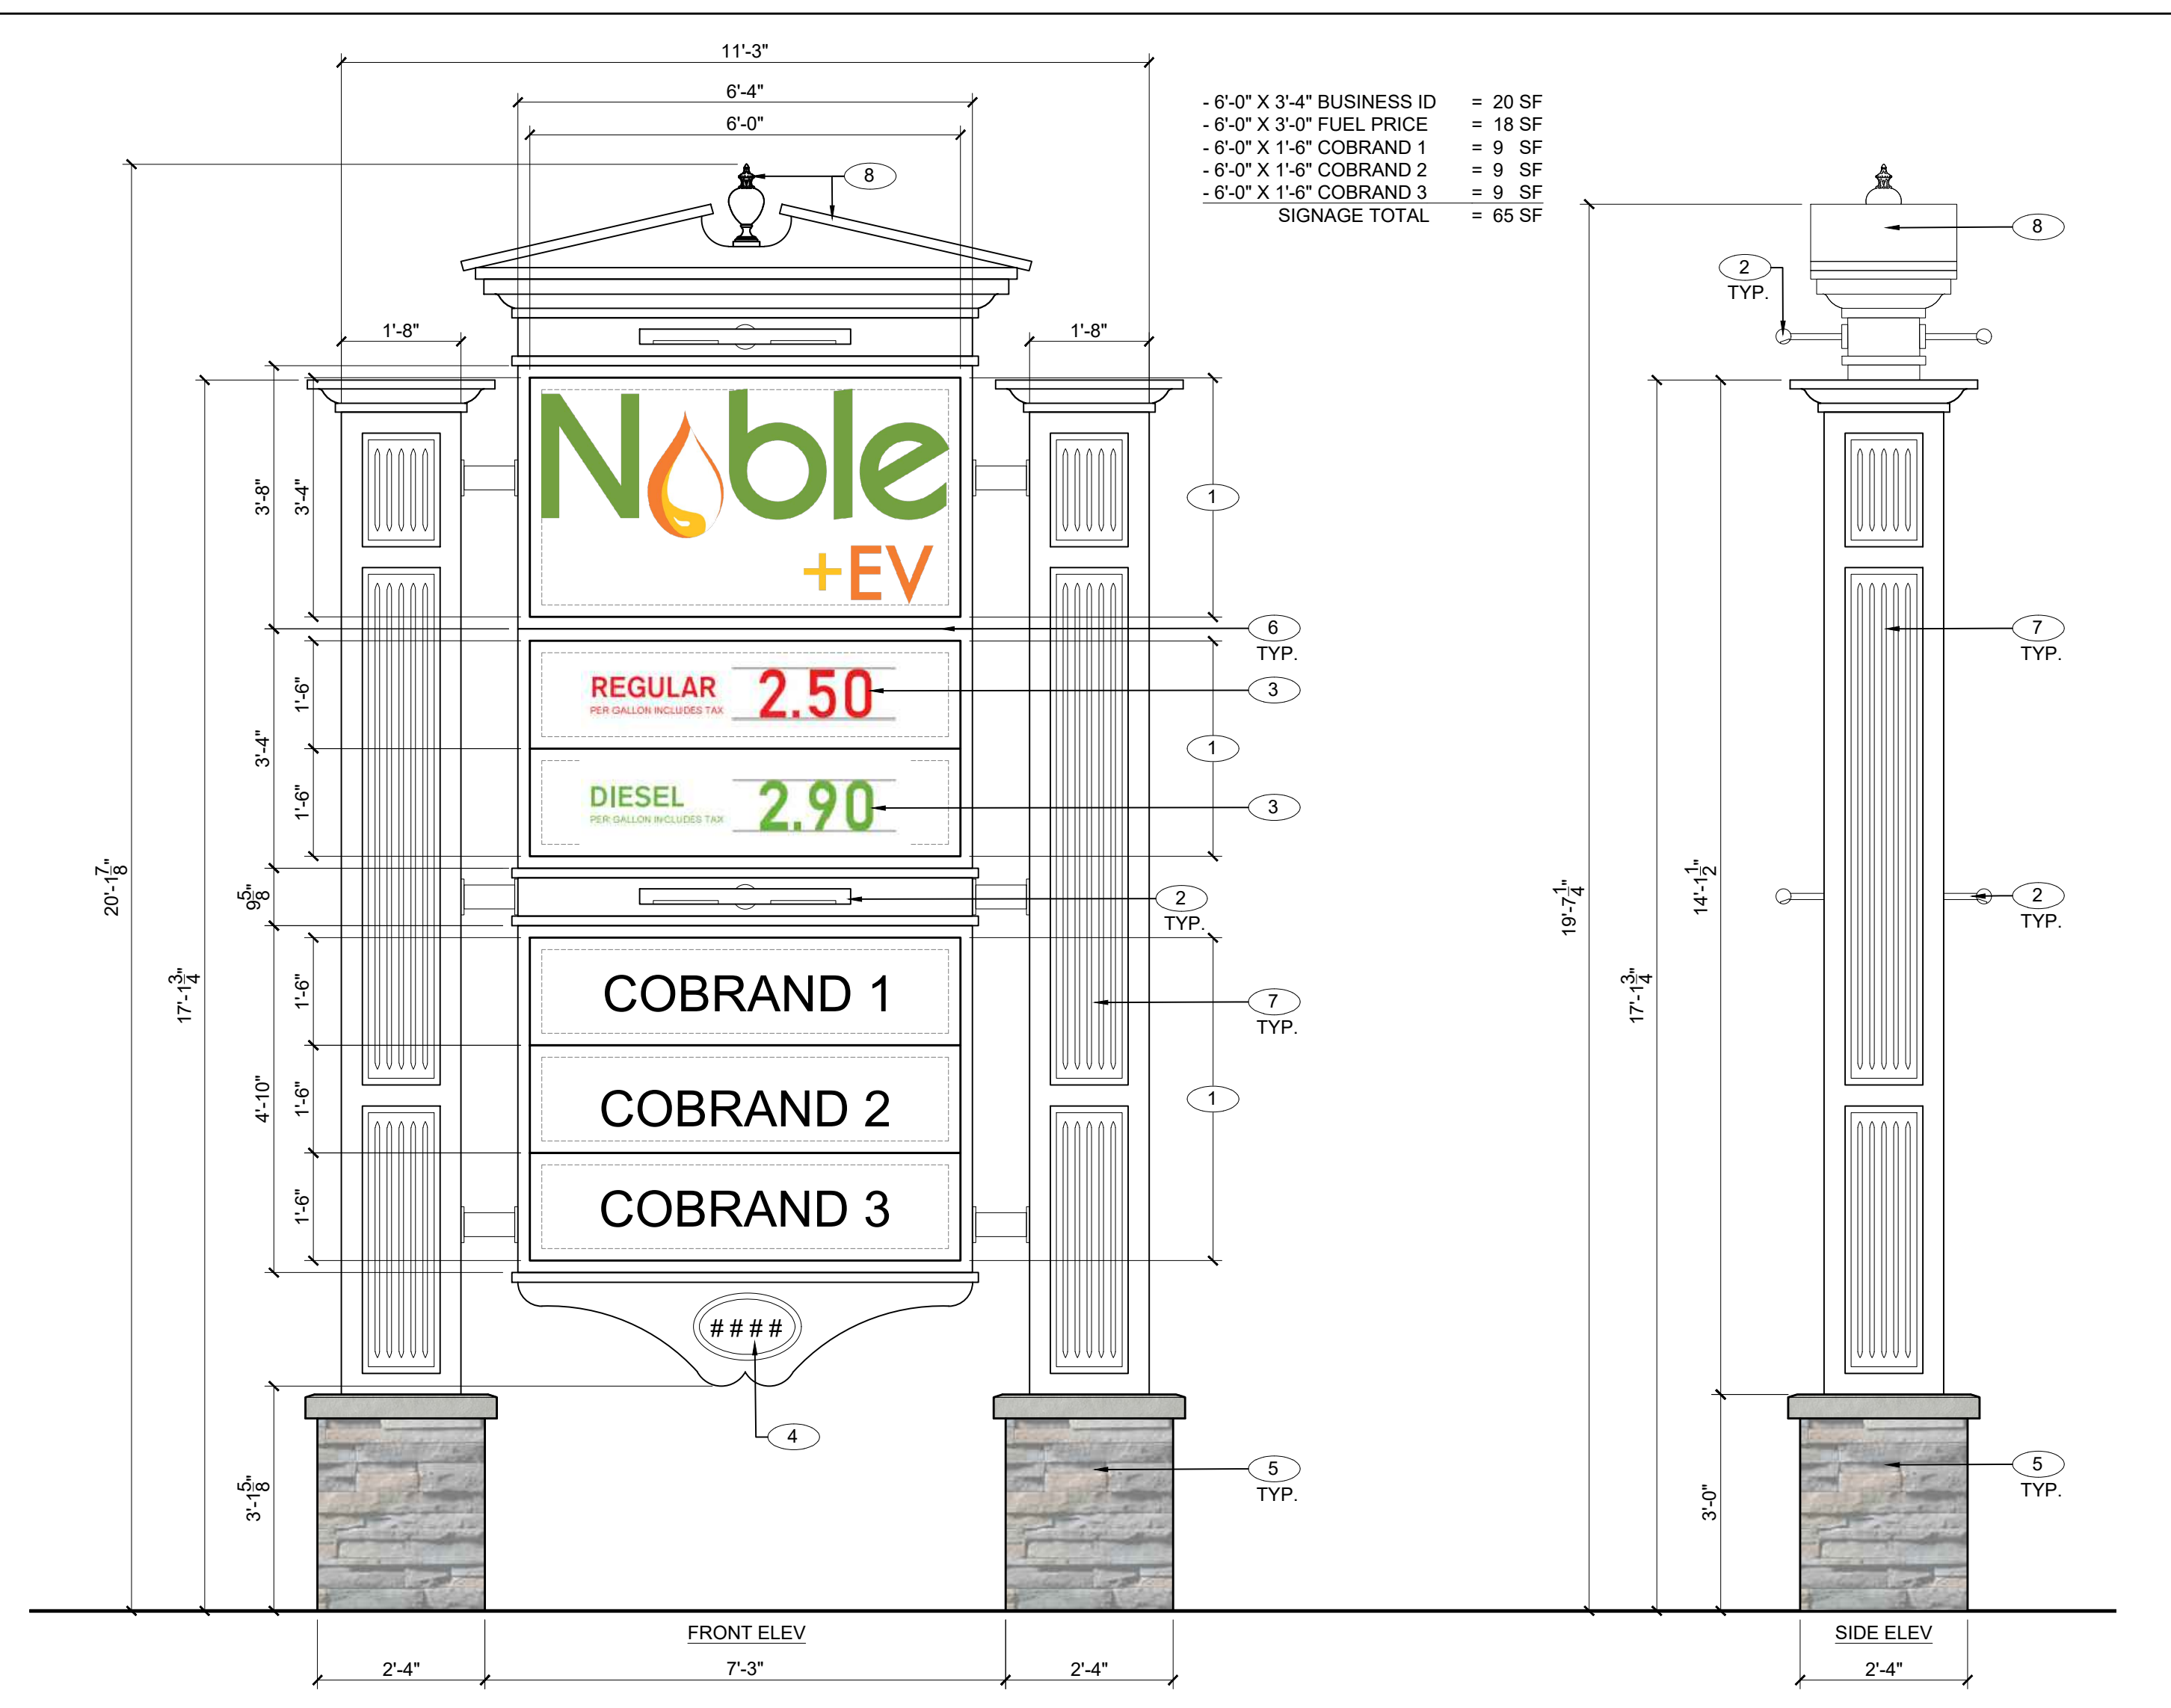 11'-3"
6'-4"
6'-0"
- 6'-0" X 3'-4" BUSINESS ID = 20 SF
- 6'-0" X 3'-0" FUEL PRICE = 18 SF
- 6'-0" X 1'-6" COBRAND 1 = 9 SF
- 6'-0" X 1'-6" COBRAND 2 = 9 SF
- 6'-0" X 1'-6" COBRAND 3 = 9 SF
SIGNAGE TOTAL = 65 SF
8
8
2
TYP.
1'-8"
1'-8"
Noble
+EV
3'-8"
3'-4"
1
6
TYP.
7
TYP.
REGULAR 2.50
PER GALLON INCLUDES TAX
3
1'-6"
3'-4"
1
DIESEL 2.90
PER GALLON INCLUDES TAX
3
1'-6"
20'-1 7/8"
9 5/8"
2
TYP.
19'-7 1/4"
14'-1 1/2"
2
TYP.
17'-1 3/4"
17'-1 3/4"
COBRAND 1
1'-6"
7
TYP.
COBRAND 2
4'-10"
1'-6"
1
COBRAND 3
1'-6"
####
4
3'-1 5/8"
5
TYP.
3'-0"
5
TYP.
FRONT ELEV
SIDE ELEV
2'-4"
7'-3"
2'-4"
2'-4"